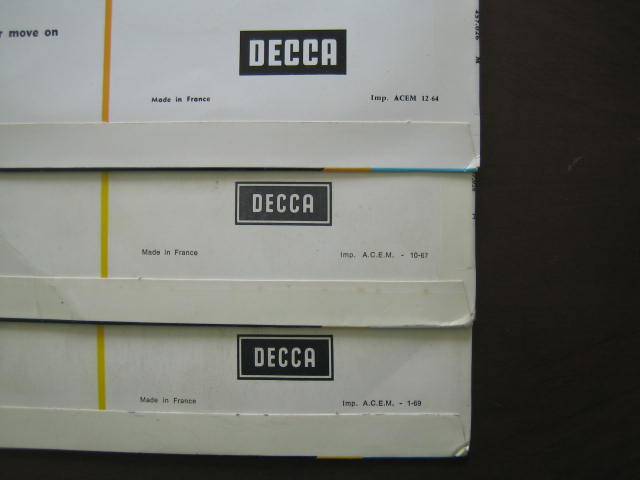 move on
DECCA
Made in France
Imp. ACEM 12-64
DECCA
Made in France
Imp. A.C.E.M. - 10-67
DECCA
Made in France
Imp. A.C.E.M. - 1-69